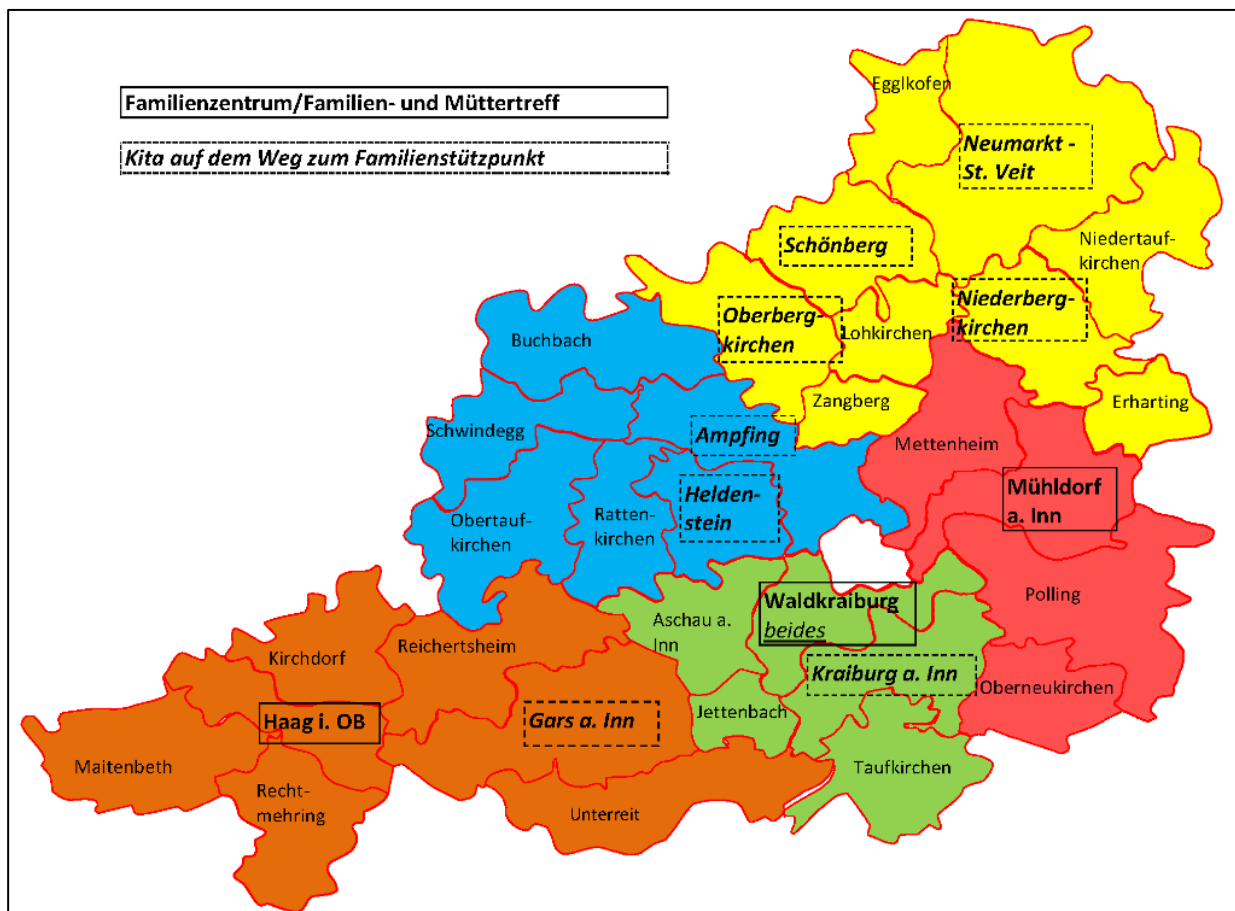 Familienzentrum/Familien- und Müttertreff
Kita auf dem Weg zum Familienstützpunkt
Egglkofen
Neumarkt -
St. Veit
Schönberg
Niedertauf-
kirchen
Oberberg-
kirchen
Lohkirchen
Niederberg-
kirchen
Buchbach
Zangberg
Erharting
Schwindegg
Ampfing
Mettenheim
Obertauf-
kirchen
Ratten-
kirchen
Helden-
stein
Mühldorf
a. Inn
Waldkraiburg
beides
Polling
Aschau a.
Inn
Reichertsheim
Kirchdorf
Kraiburg a. Inn
Oberneukirchen
Jettenbach
Haag i. OB
Gars a. Inn
Maitenbeth
Taufkirchen
Recht-
mehring
Unterreit